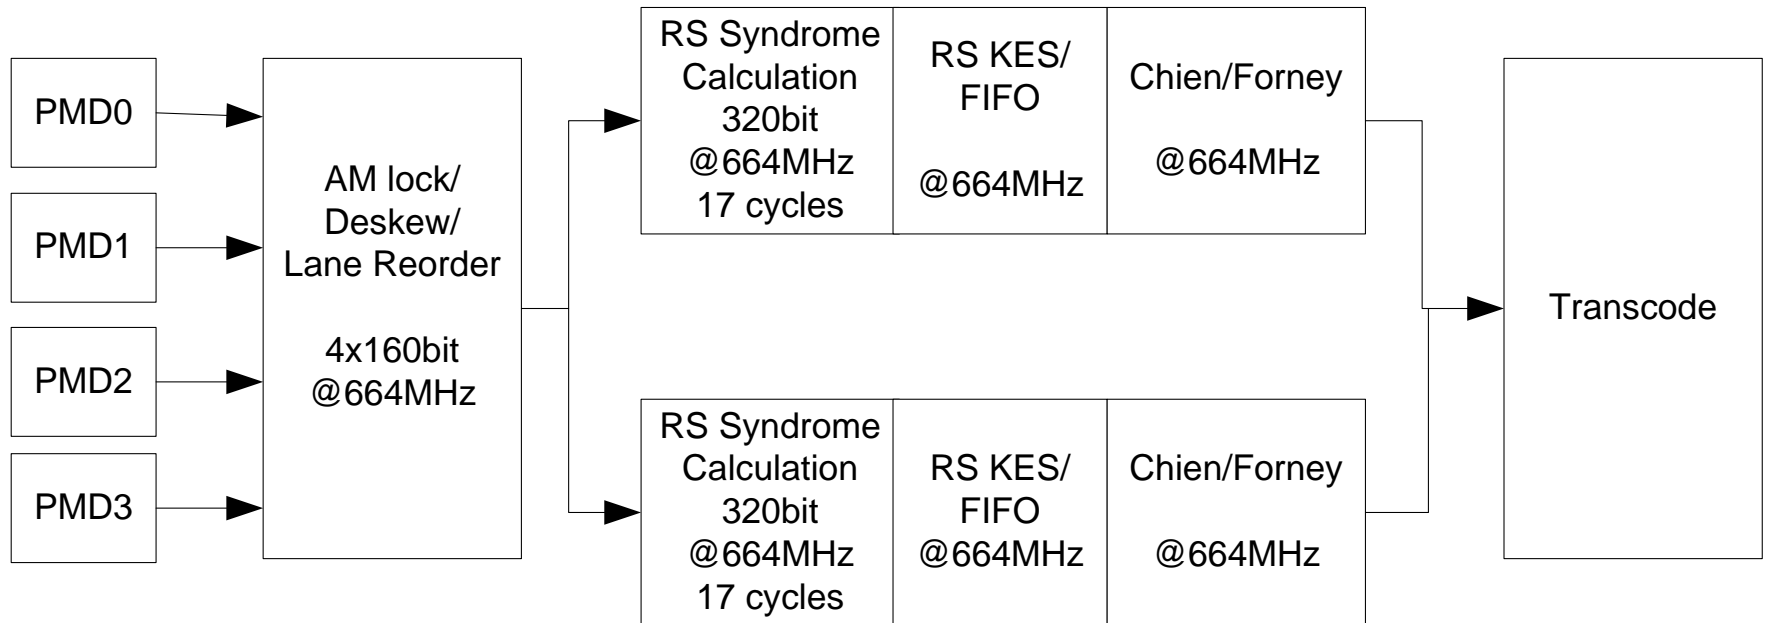 PMD0
PMD1
PMD2
PMD3
AM lock/
Deskew/
Lane Reorder
4x160bit
@664MHz
RS Syndrome
Calculation
320bit
@664MHz
17 cycles
RS KES/
FIFO
@664MHz
Chien/Forney
@664MHz
RS Syndrome
Calculation
320bit
@664MHz
17 cycles
RS KES/
FIFO
@664MHz
Chien/Forney
@664MHz
Transcode